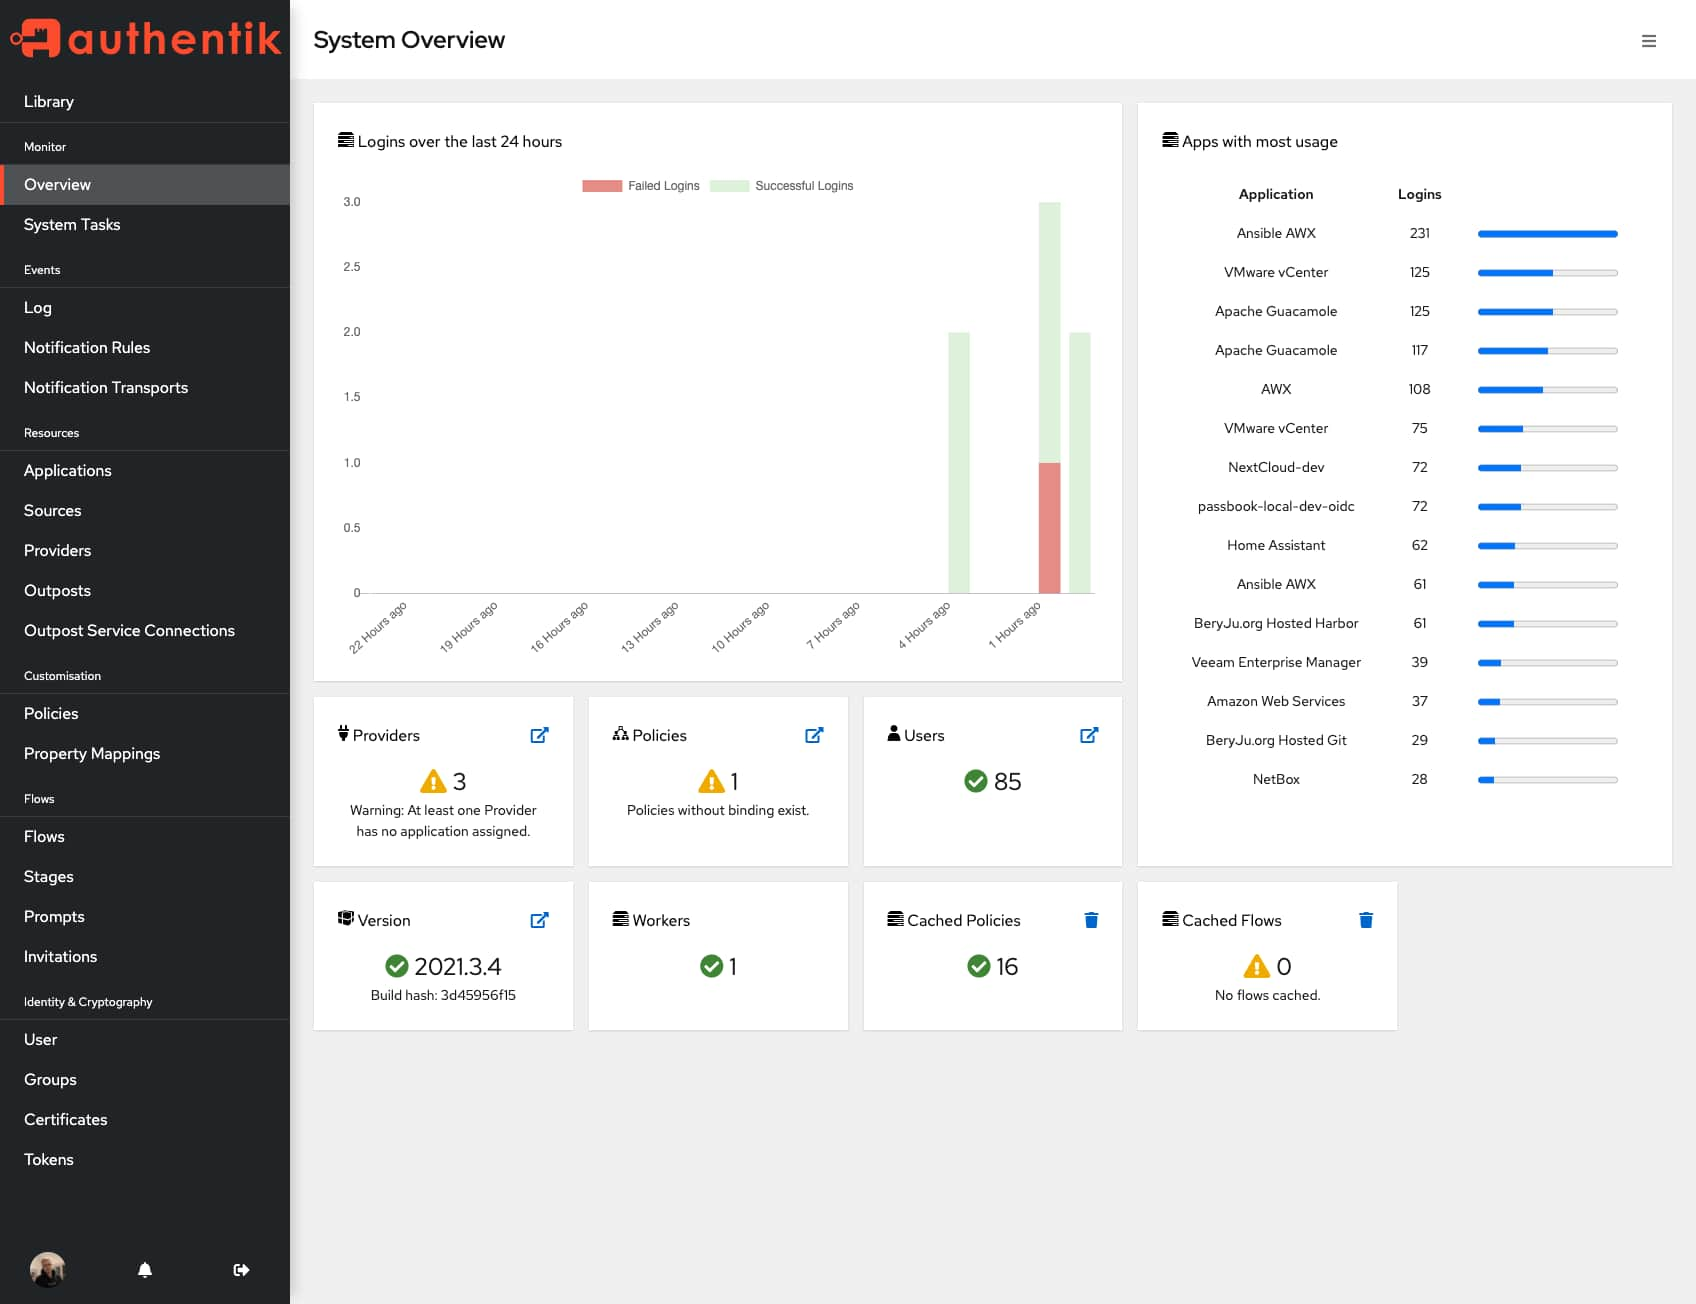 authentik
Library
Monitor
Overview
System Tasks
Events
Log
Notification Rules
Notification Transports
Resources
Applications
Sources
Providers
Outposts
Outpost Service Connections
Customisation
Policies
Property Mappings
Flows
Flows
Stages
Prompts
Invitations
Identity & Cryptography
User
Groups
Certificates
Tokens
System Overview
Logins over the last 24 hours
Failed Logins Successful Logins
3.0
2.5
2.0
1.5
1.0
0.5
0
22 Hours ago
19 Hours ago
16 Hours ago
13 Hours ago
10 Hours ago
7 Hours ago
4 Hours ago
1 Hours ago
Apps with most usage
Application Logins
Ansible AWX 231
VMware vCenter 125
Apache Guacamole 125
Apache Guacamole 117
AWX 108
VMware vCenter 75
NextCloud-dev 72
passbook-local-dev-oidc 72
Home Assistant 62
Ansible AWX 61
BeryJu.org Hosted Harbor 61
Veeam Enterprise Manager 39
Amazon Web Services 37
BeryJu.org Hosted Git 29
NetBox 28
Providers
3
Warning: At least one Provider
has no application assigned.
Policies
1
Policies without binding exist.
Users
85
Version
2021.3.4
Build hash: 3d45956f15
Workers
1
Cached Policies
16
Cached Flows
0
No flows cached.